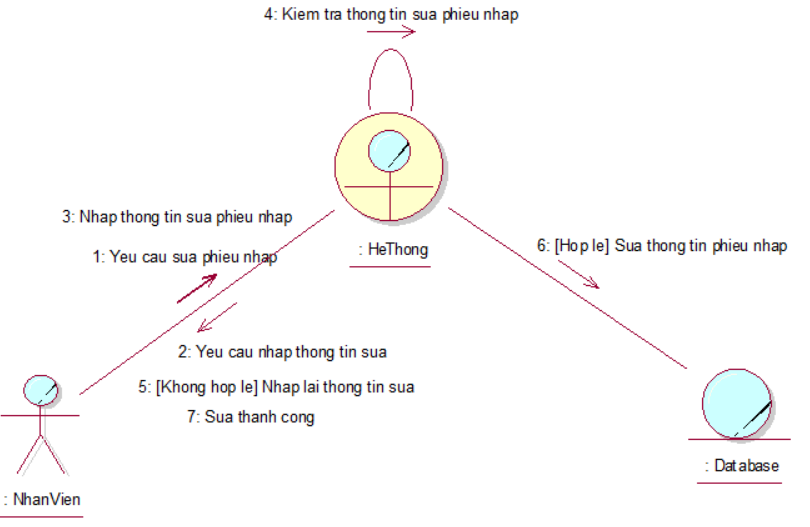 4: Kiem tra thong tin sua phieu nhap
3: Nhap thong tin sua phieu nhap
: HeThong
6: [Hop le] Sua thong tin phieu nhap
1: Yeu cau sua phieu nhap
2: Yeu cau nhap thong tin sua
5: [Khong hop le] Nhap lai thong tin sua
7: Sua thanh cong
: Database
: NhanVien